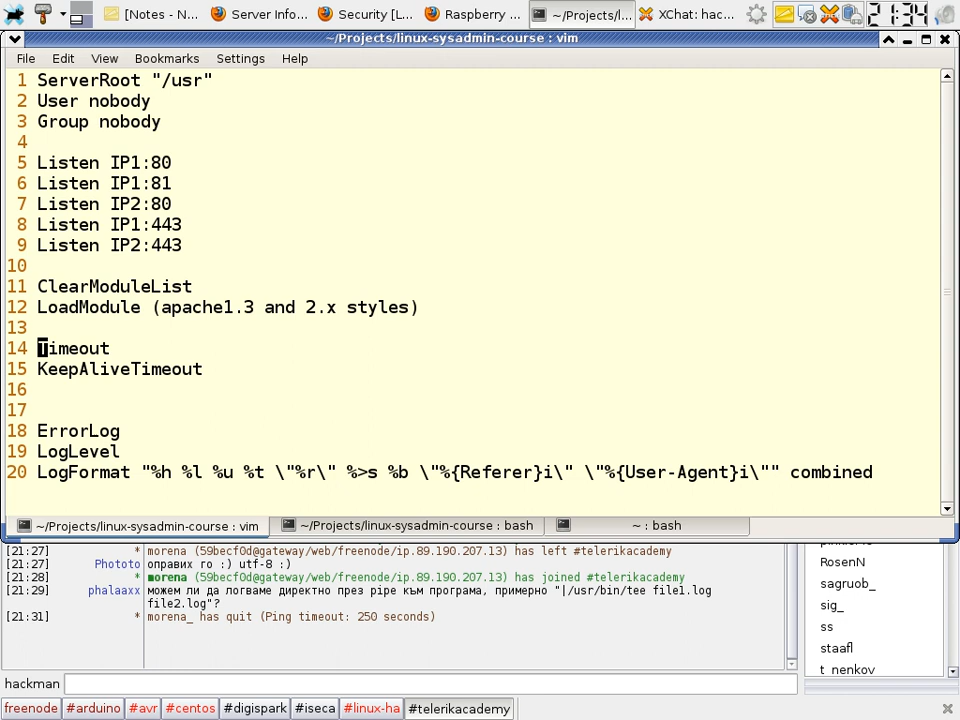 [Notes - N...
Server Info...
Security [L...
Raspberry ...
~/Projects/l...
XChat: hac...
21:34
~/Projects/linux-sysadmin-course : vim
File Edit View Bookmarks Settings Help
1 ServerRoot "/usr"
2 User nobody
3 Group nobody
4
5 Listen IP1:80
6 Listen IP1:81
7 Listen IP2:80
8 Listen IP1:443
9 Listen IP2:443
10
11 ClearModuleList
12 LoadModule (apache1.3 and 2.x styles)
13
14 Timeout
15 KeepAliveTimeout
16
17
18 ErrorLog
19 LogLevel
20 LogFormat "%h %l %u %t \"%r\" %>s %b \"%{Referer}i\" \"%{User-Agent}i\"" combined
~/Projects/linux-sysadmin-course : vim
~/Projects/linux-sysadmin-course : bash
~ : bash
[21:27] * morena (59becf0d@gateway/web/freenode/ip.89.190.207.13) has left #telerikacademy
[21:27] Phototo оправих го :) utf-8 :)
[21:28] * morena (59becf0d@gateway/web/freenode/ip.89.190.207.13) has joined #telerikacademy
[21:29] phalaaxx можем ли да логваме директно през pipe към програма, примерно "|/usr/bin/tee file1.log
file2.log"?
[21:31] * morena_ has quit (Ping timeout: 250 seconds)
RosenN
sagruob_
sig_
ss
staafl
t_nenkov
hackman
freenode #arduino #avr #centos #digispark #iseca #linux-ha #telerikacademy